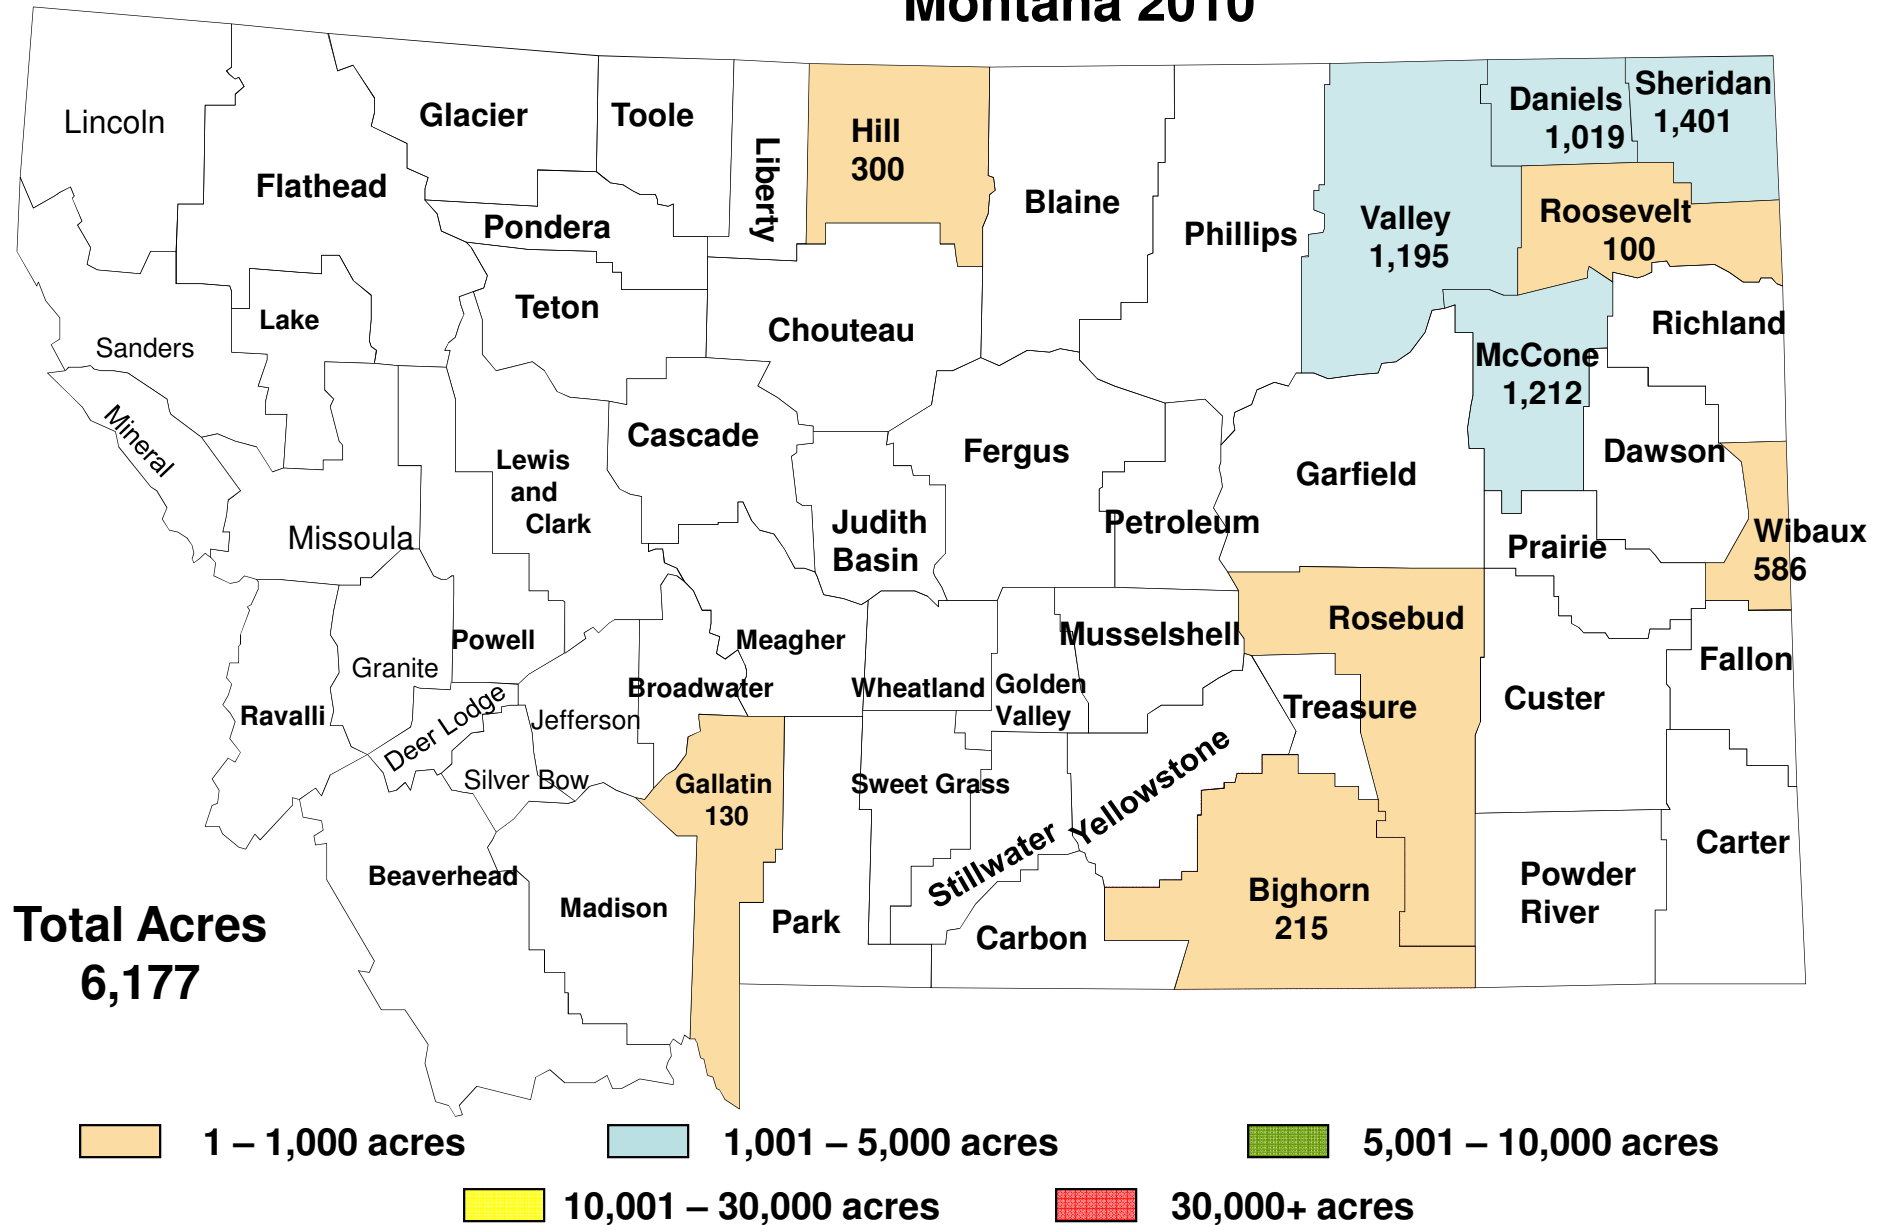 Montana 2010
Lincoln
Flathead
Glacier
Toole
Liberty
Hill
300
Blaine
Phillips
Valley
1,195
Daniels
1,019
Sheridan
1,401
Roosevelt
100
Pondera
Teton
Chouteau
Lake
Sanders
Mineral
Missoula
Lewis
and
Clark
Cascade
Judith
Basin
Fergus
Petroleum
Garfield
McCone
1,212
Richland
Dawson
Prairie
Wibaux
586
Powell
Granite
Ravalli
Deer Lodge
Silver Bow
Jefferson
Broadwater
Meagher
Wheatland
Golden
Valley
Musselshell
Rosebud
Treasure
Custer
Fallon
Gallatin
130
Sweet Grass
Stillwater
Yellowstone
Bighorn
215
Powder
River
Carter
Beaverhead
Madison
Park
Carbon
Total Acres
6,177
1 – 1,000 acres
1,001 – 5,000 acres
5,001 – 10,000 acres
10,001 – 30,000 acres
30,000+ acres